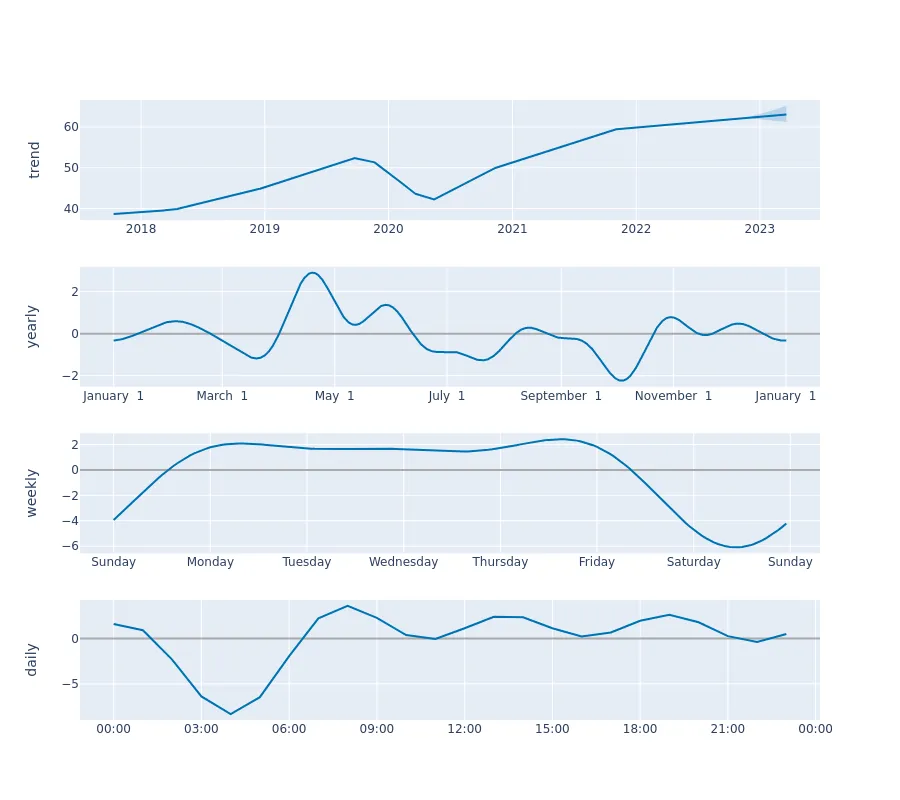 trend
60
50
40
2018 2019 2020 2021 2022 2023
yearly
2
0
−2
January 1 March 1 May 1 July 1 September 1 November 1 January 1
weekly
2
0
−2
−4
−6
Sunday Monday Tuesday Wednesday Thursday Friday Saturday Sunday
daily
0
−5
00:00 03:00 06:00 09:00 12:00 15:00 18:00 21:00 00:00